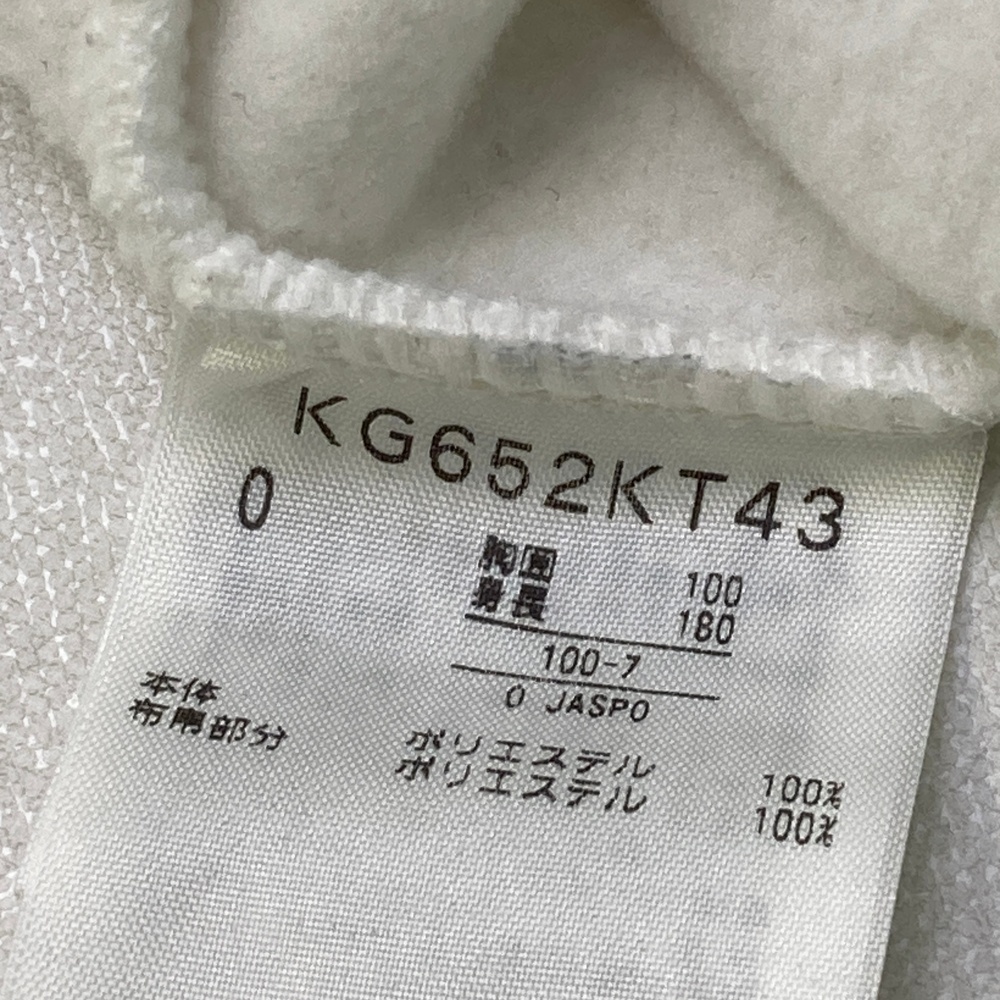 KG652KT43
0
胸囲 100
身長 180
100-7
0 JASPO
本体 ポリエステル 100%
布帛部分 ポリエステル 100%